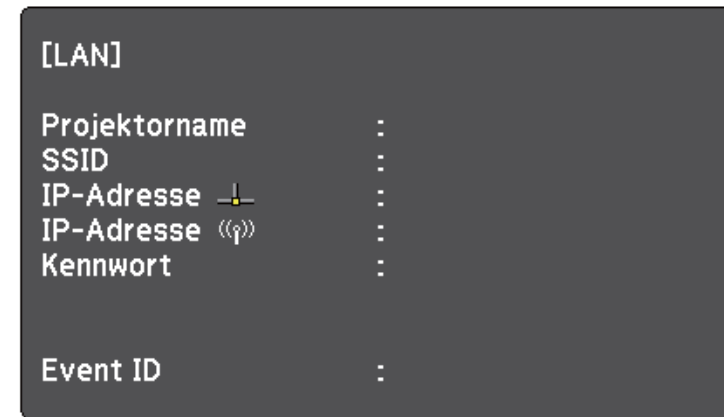 [LAN]
Projektorname :
SSID :
IP-Adresse :
IP-Adresse :
Kennwort :
Event ID :